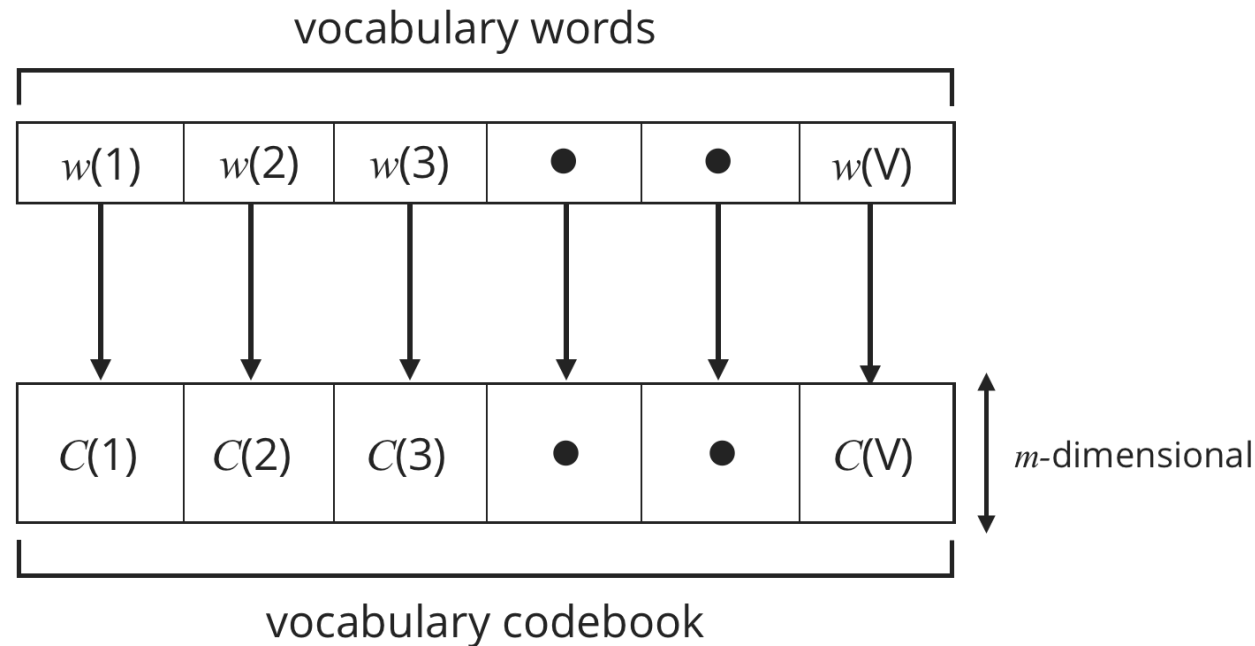 vocabulary words
w(1) w(2) w(3) ● ● w(V)
C(1) C(2) C(3) ● ● C(V)
m-dimensional
vocabulary codebook